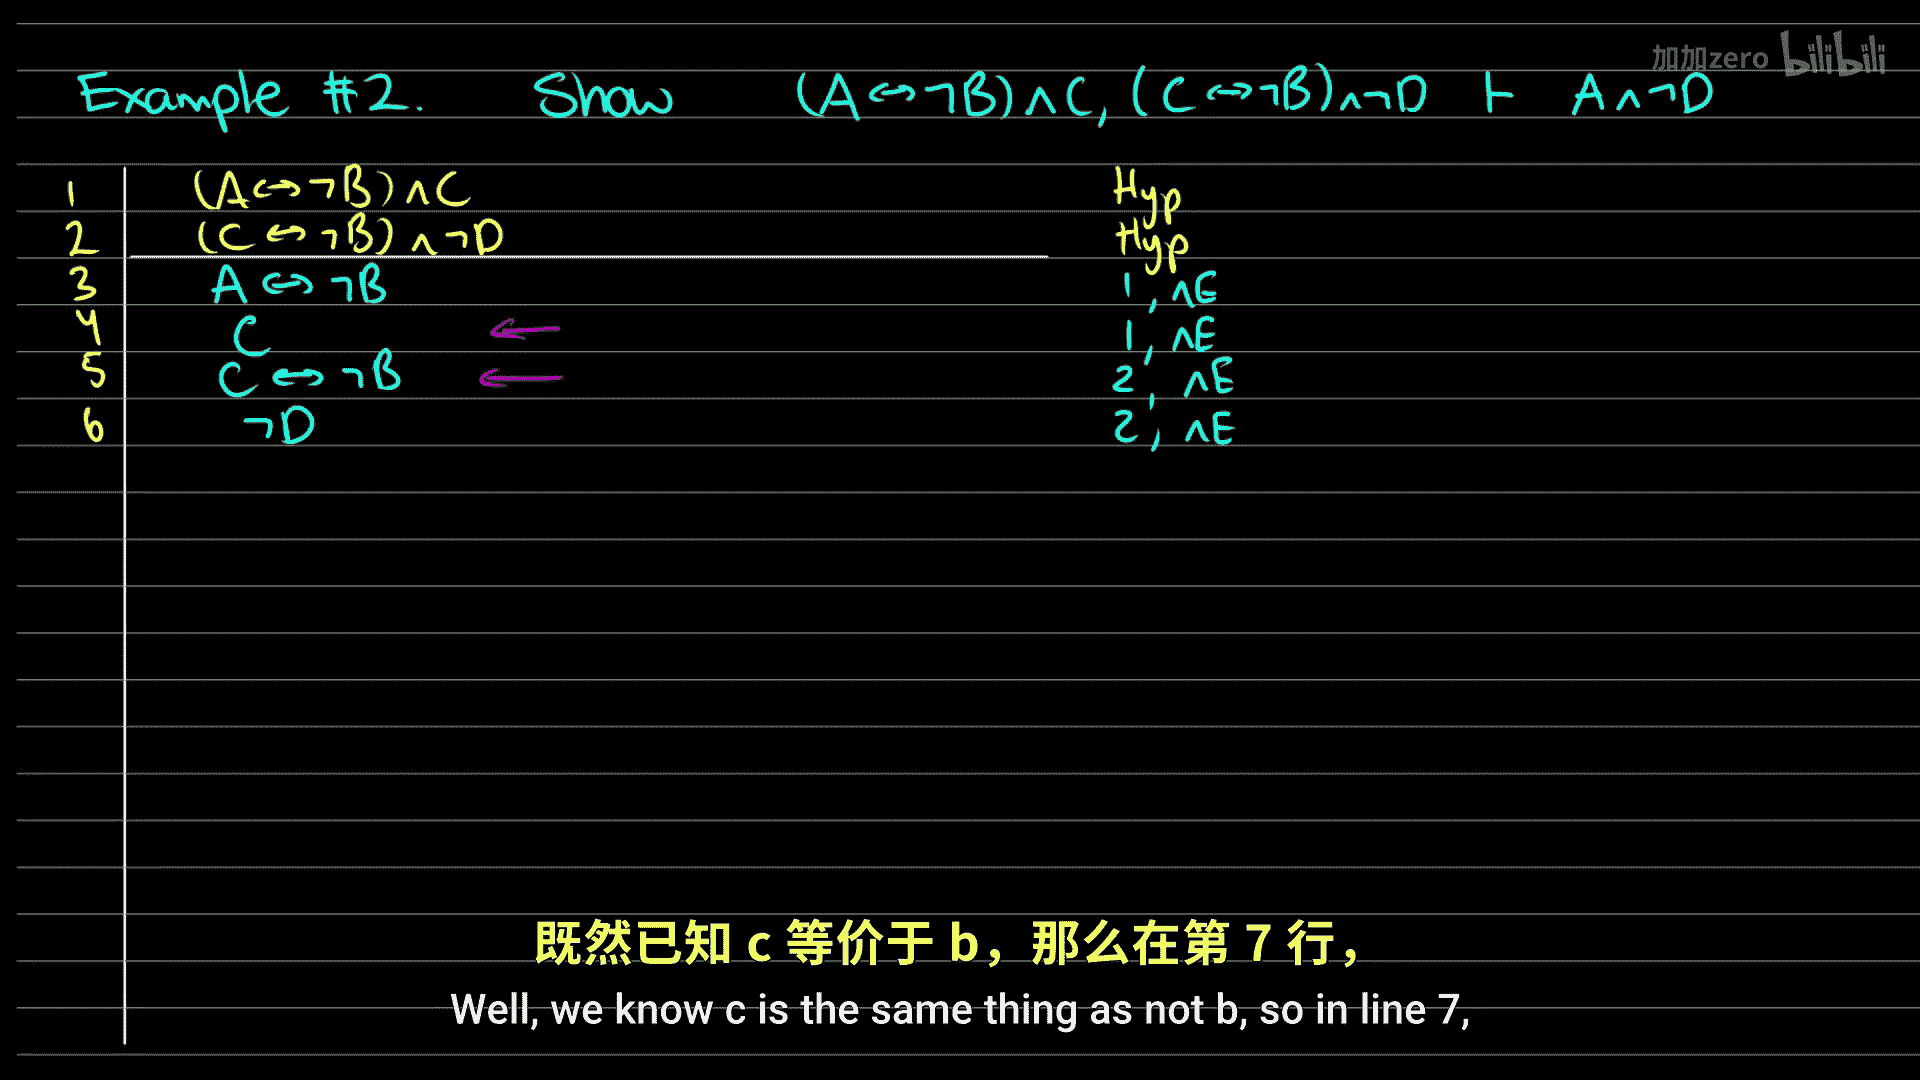 加加zero bilibili
Example #2. Show (A↔¬B)∧C, (C↔¬B)∧¬D ⊢ A∧¬D
1 (A↔¬B)∧C Hyp
2 (C↔¬B)∧¬D Hyp
3 A↔¬B 1, ∧E
4 C ← 1, ∧E
5 C↔¬B ← 2, ∧E
6 ¬D 2, ∧E
既然已知 c 等价于 b，那么在第 7 行，
Well, we know c is the same thing as not b, so in line 7,